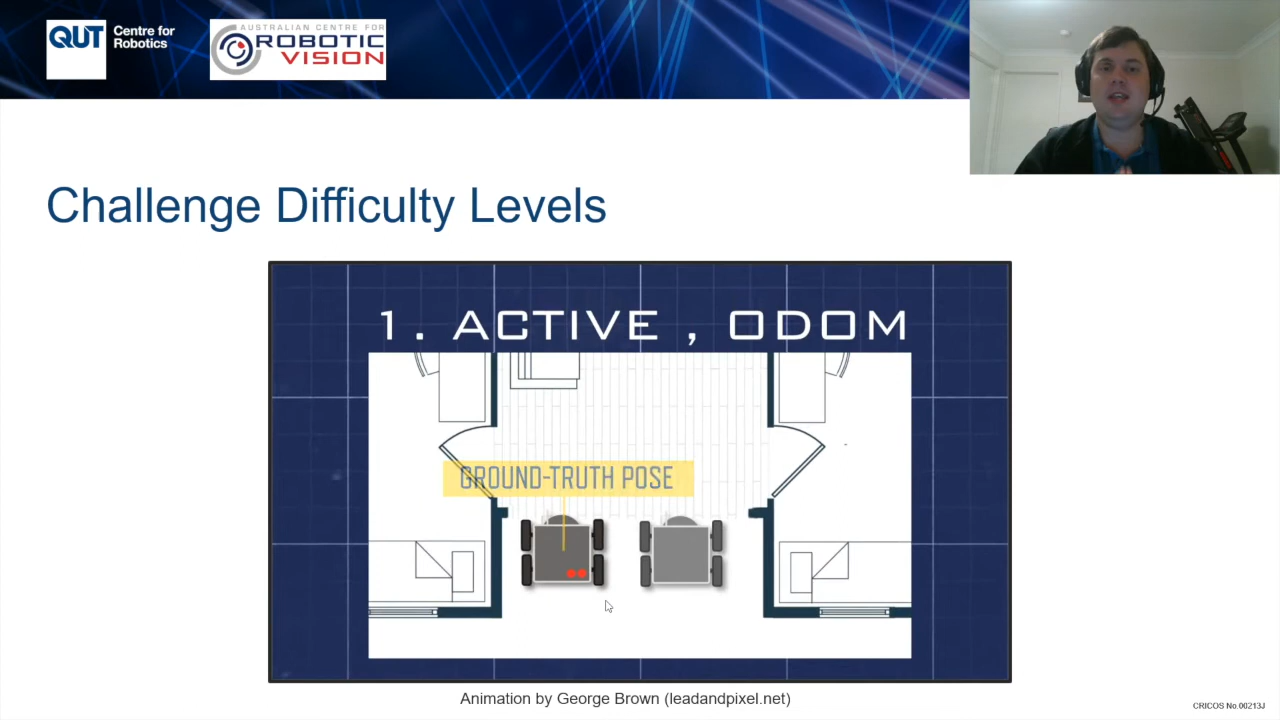 QUT
Centre for
Robotics
AUSTRALIAN CENTRE FOR
ROBOTIC
VISION
Challenge Difficulty Levels
1. ACTIVE , ODOM
GROUND-TRUTH POSE
Animation by George Brown (leadandpixel.net)
CRICOS No.00213J